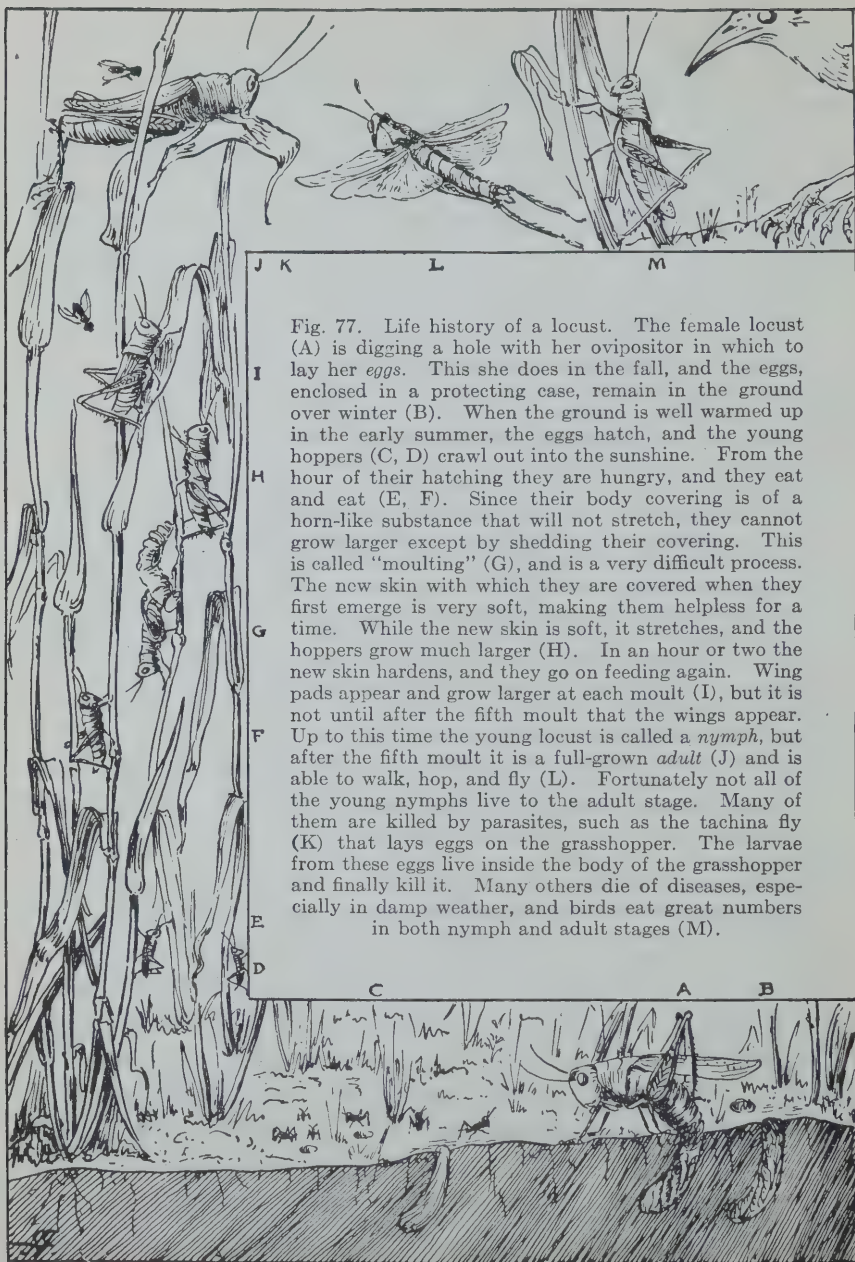 J K L M
Fig. 77. Life history of a locust. The female locust
(A) is digging a hole with her ovipositor in which to
lay her eggs. This she does in the fall, and the eggs,
I
enclosed in a protecting case, remain in the ground
over winter (B). When the ground is well warmed up
in the early summer, the eggs hatch, and the young
hoppers (C, D) crawl out into the sunshine. From the
H
hour of their hatching they are hungry, and they eat
and eat (E, F). Since their body covering is of a
horn-like substance that will not stretch, they cannot
grow larger except by shedding their covering. This
is called "moulting" (G), and is a very difficult process.
The new skin with which they are covered when they
first emerge is very soft, making them helpless for a
G
time. While the new skin is soft, it stretches, and the
hoppers grow much larger (H). In an hour or two the
new skin hardens, and they go on feeding again. Wing
pads appear and grow larger at each moult (I), but it is
not until after the fifth moult that the wings appear.
F
Up to this time the young locust is called a nymph, but
after the fifth moult it is a full-grown adult (J) and is
able to walk, hop, and fly (L). Fortunately not all of
the young nymphs live to the adult stage. Many of
them are killed by parasites, such as the tachina fly
(K) that lays eggs on the grasshopper. The larvae
from these eggs live inside the body of the grasshopper
and finally kill it. Many others die of diseases, espe-
E
cially in damp weather, and birds eat great numbers
in both nymph and adult stages (M).
D
C A B